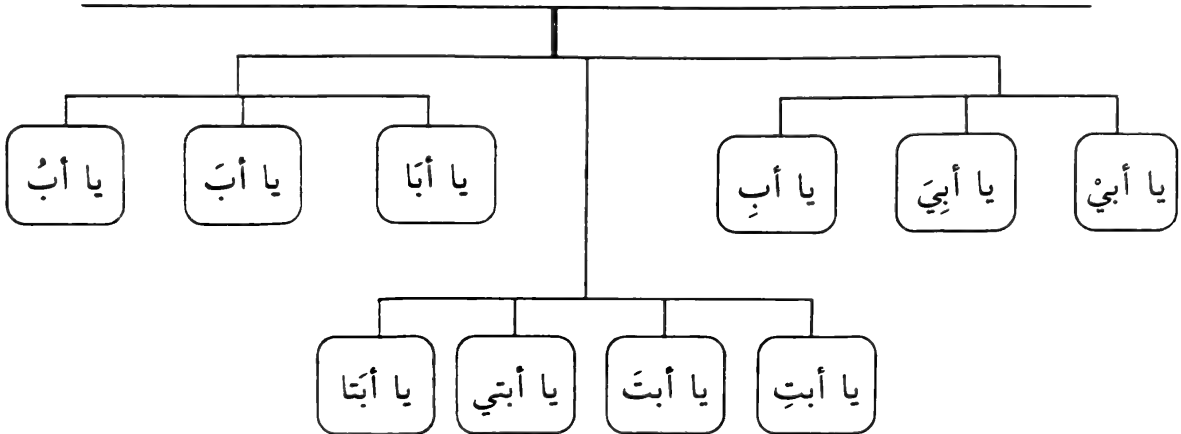 يا أبيْ
يا أبِيَ
يا أبِ
يا أبَا
يا أبَ
يا أبُ
يا أبتِ
يا أبتَ
يا أبتي
يا أبَتا